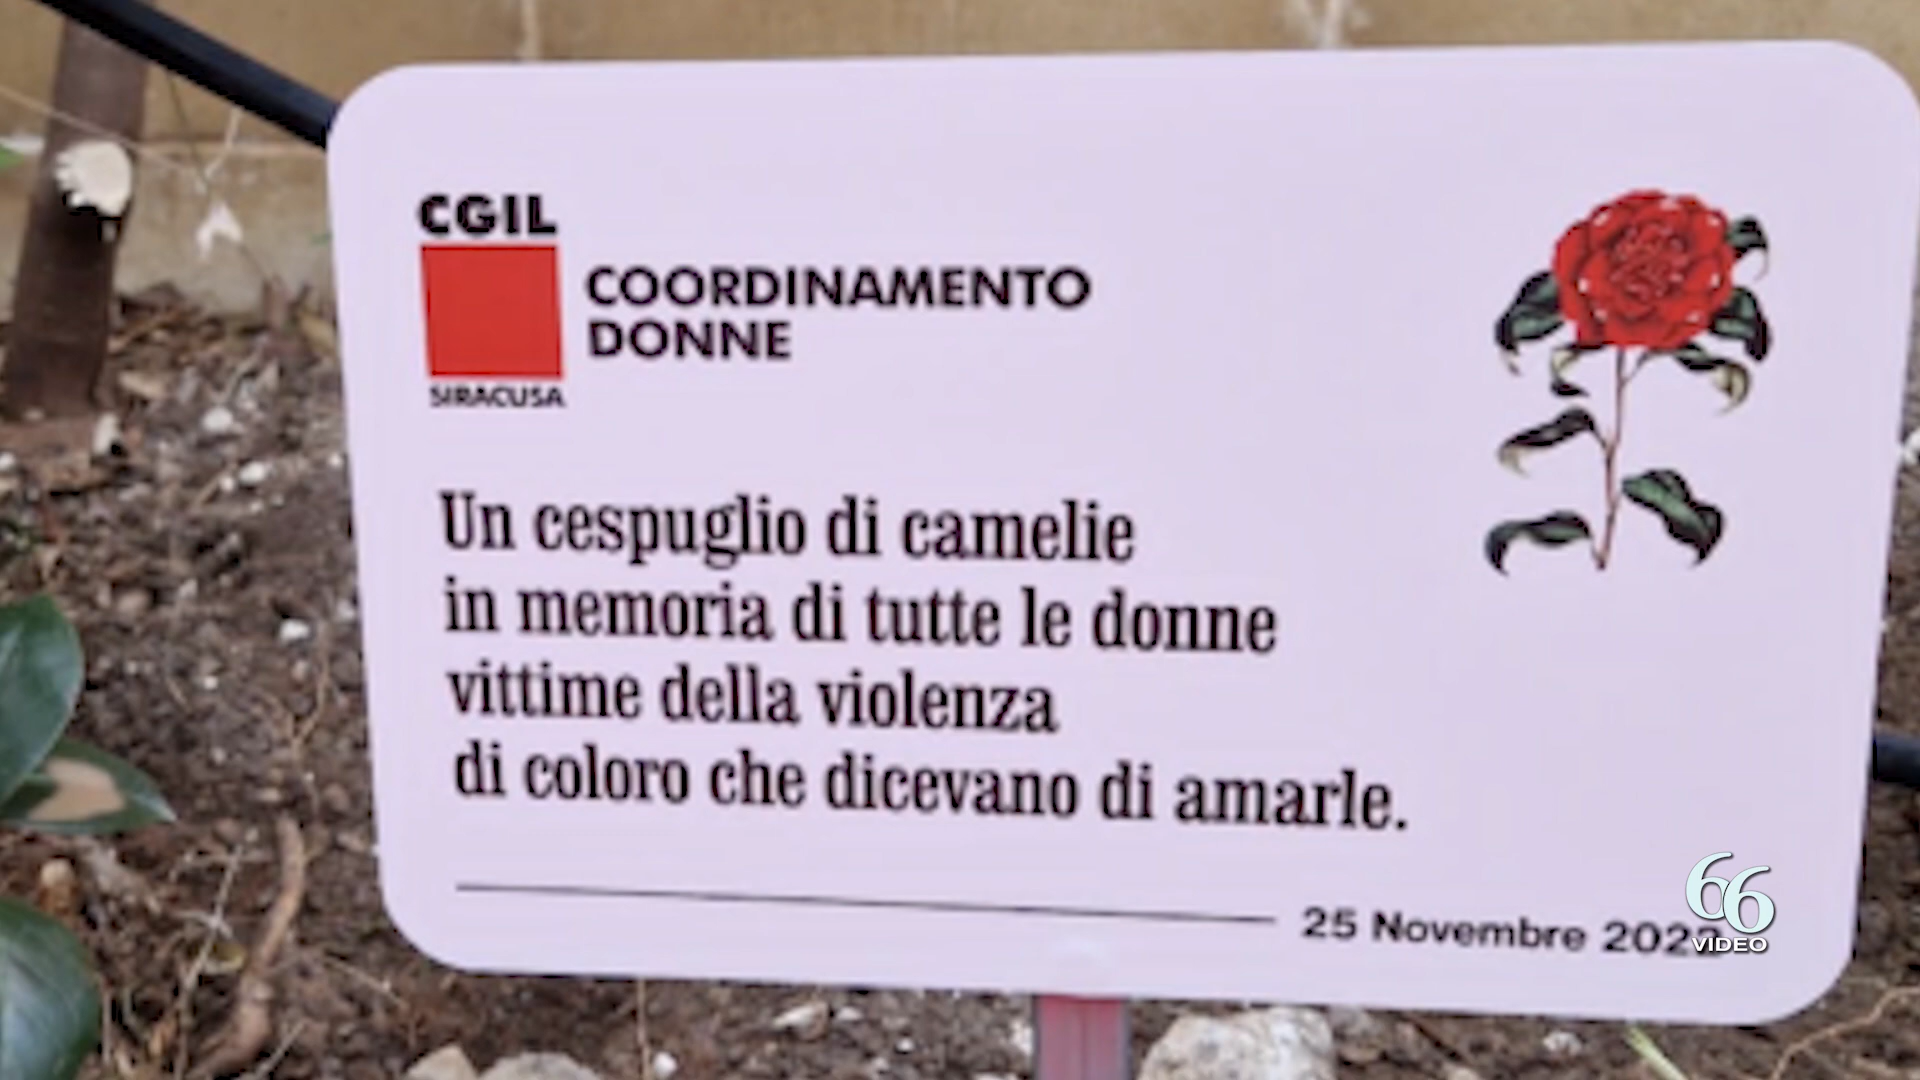 CGIL
COORDINAMENTO
DONNE
SIRACUSA
Un cespuglio di camelie
in memoria di tutte le donne
vittime della violenza
di coloro che dicevano di amarle.
25 Novembre
66
VIDEO